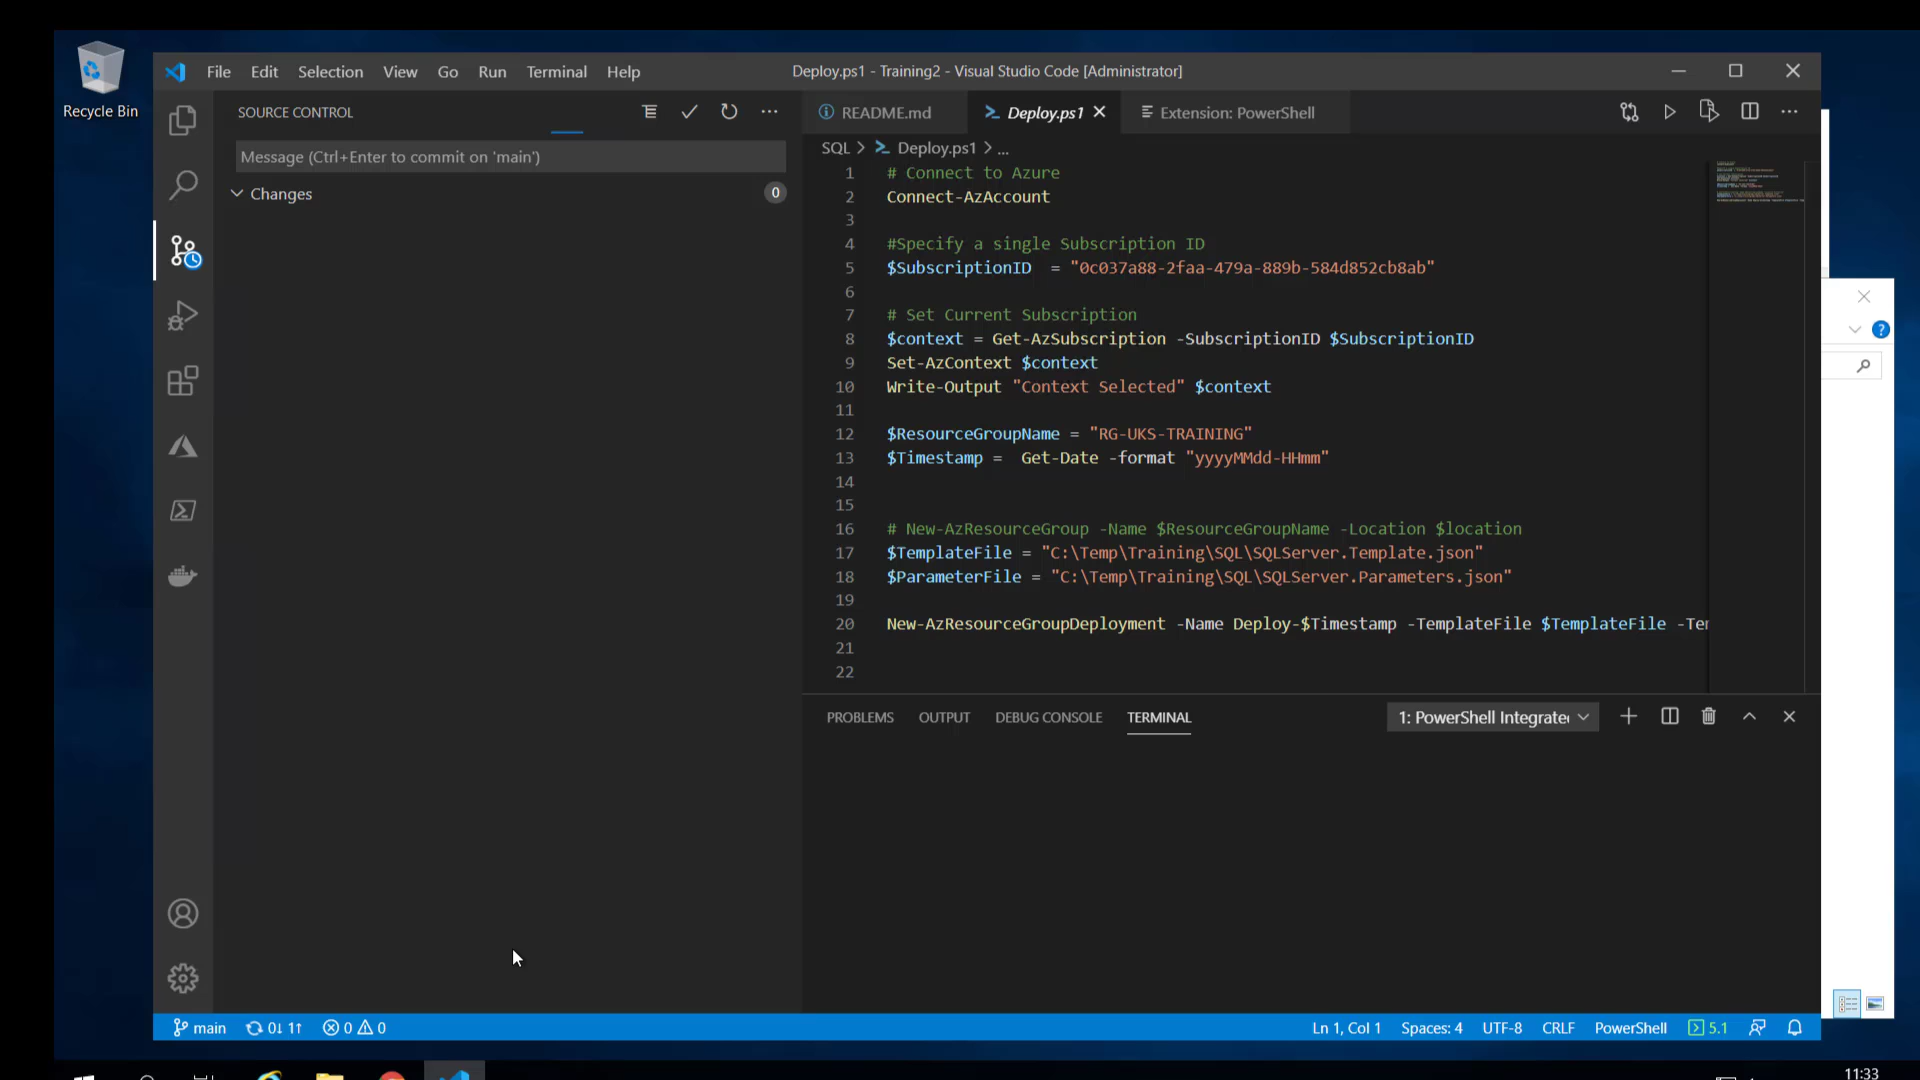 Recycle Bin
File Edit Selection View Go Run Terminal Help
Deploy.ps1 - Training2 - Visual Studio Code [Administrator]
SOURCE CONTROL
Message (Ctrl+Enter to commit on 'main')
Changes
0
README.md
Deploy.ps1
Extension: PowerShell
SQL > Deploy.ps1 > ...
1 # Connect to Azure
2 Connect-AzAccount
3
4 #Specify a single Subscription ID
5 $SubscriptionID = "0c037a88-2faa-479a-889b-584d852cb8ab"
6
7 # Set Current Subscription
8 $context = Get-AzSubscription -SubscriptionID $SubscriptionID
9 Set-AzContext $context
10 Write-Output "Context Selected" $context
11
12 $ResourceGroupName = "RG-UKS-TRAINING"
13 $Timestamp = Get-Date -format "yyyyMMdd-HHmm"
14
15
16 # New-AzResourceGroup -Name $ResourceGroupName -Location $location
17 $TemplateFile = "C:\Temp\Training\SQL\SQLServer.Template.json"
18 $ParameterFile = "C:\Temp\Training\SQL\SQLServer.Parameters.json"
19
20 New-AzResourceGroupDeployment -Name Deploy-$Timestamp -TemplateFile $TemplateFile -Te
21
22
PROBLEMS OUTPUT DEBUG CONSOLE TERMINAL
1: PowerShell Integrate
main 0↓ 1↑ 0 0
Ln 1, Col 1 Spaces: 4 UTF-8 CRLF PowerShell 5.1
11:33